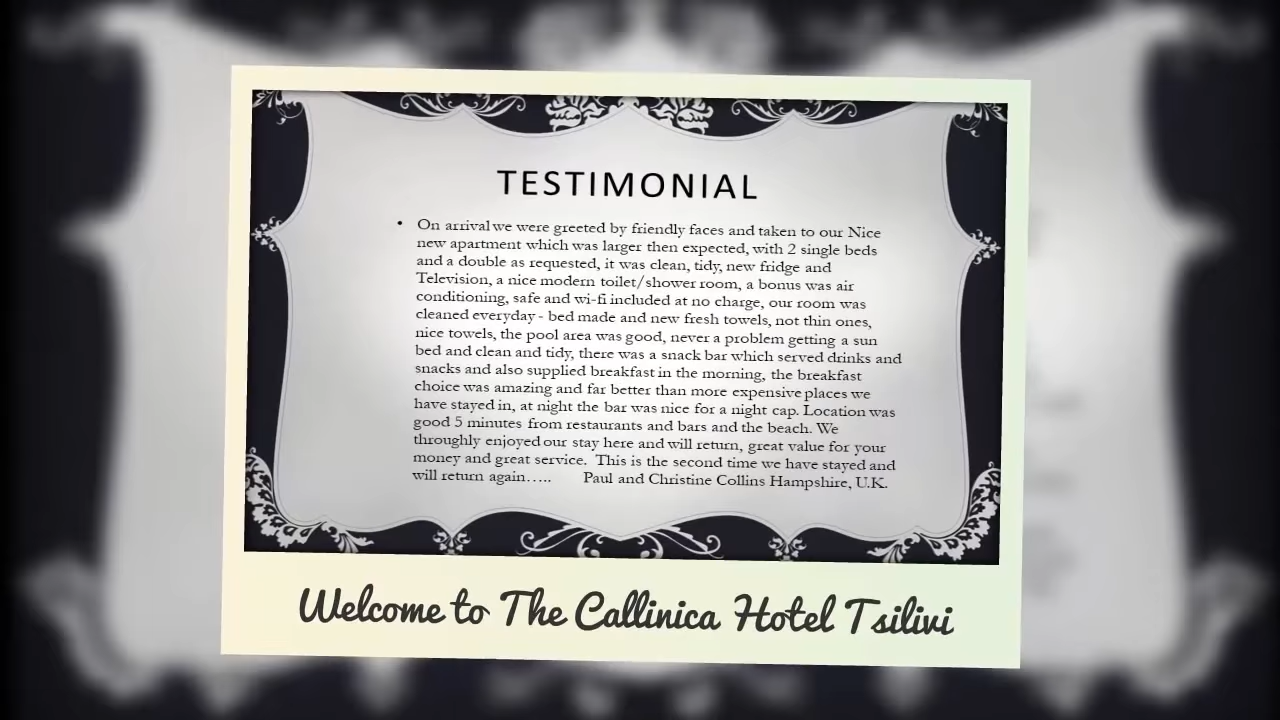 TESTIMONIAL
• On arrival we were greeted by friendly faces and taken to our Nice
new apartment which was larger then expected, with 2 single beds
and a double as requested, it was clean, tidy, new fridge and
Television, a nice modern toilet/shower room, a bonus was air
conditioning, safe and wi-fi included at no charge, our room was
cleaned everyday - bed made and new fresh towels, not thin ones,
nice towels, the pool area was good, never a problem getting a sun
bed and clean and tidy, there was a snack bar which served drinks and
snacks and also supplied breakfast in the morning, the breakfast
choice was amazing and far better than more expensive places we
have stayed in, at night the bar was nice for a night cap. Location was
good 5 minutes from restaurants and bars and the beach. We
throughly enjoyed our stay here and will return, great value for your
money and great service. This is the second time we have stayed and
will return again….. Paul and Christine Collins Hampshire, U.K.
Welcome to The Callinica Hotel Tsilivi